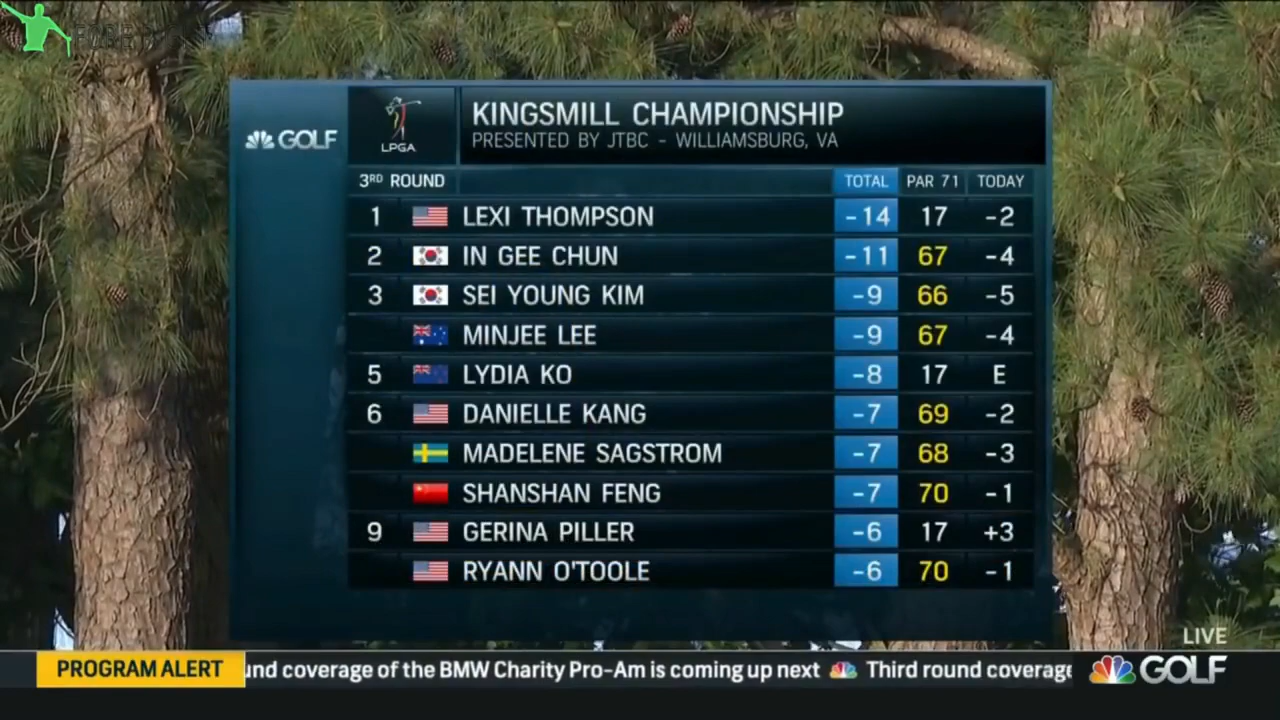 GOLF
LPGA
KINGSMILL CHAMPIONSHIP
PRESENTED BY JTBC - WILLIAMSBURG, VA
3RD ROUND TOTAL PAR 71 TODAY
1 LEXI THOMPSON -14 17 -2
2 IN GEE CHUN -11 67 -4
3 SEI YOUNG KIM -9 66 -5
MINJEE LEE -9 67 -4
5 LYDIA KO -8 17 E
6 DANIELLE KANG -7 69 -2
MADELENE SAGSTROM -7 68 -3
SHANSHAN FENG -7 70 -1
9 GERINA PILLER -6 17 +3
RYANN O'TOOLE -6 70 -1
LIVE
PROGRAM ALERT und coverage of the BMW Charity Pro-Am is coming up next Third round coverage GOLF